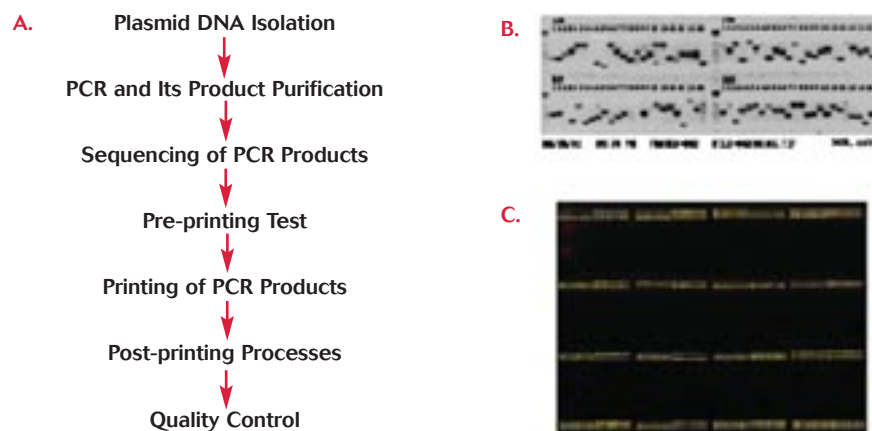 A.
Plasmid DNA Isolation
PCR and Its Product Purification
Sequencing of PCR Products
Pre-printing Test
Printing of PCR Products
Post-printing Processes
Quality Control
B.
C.